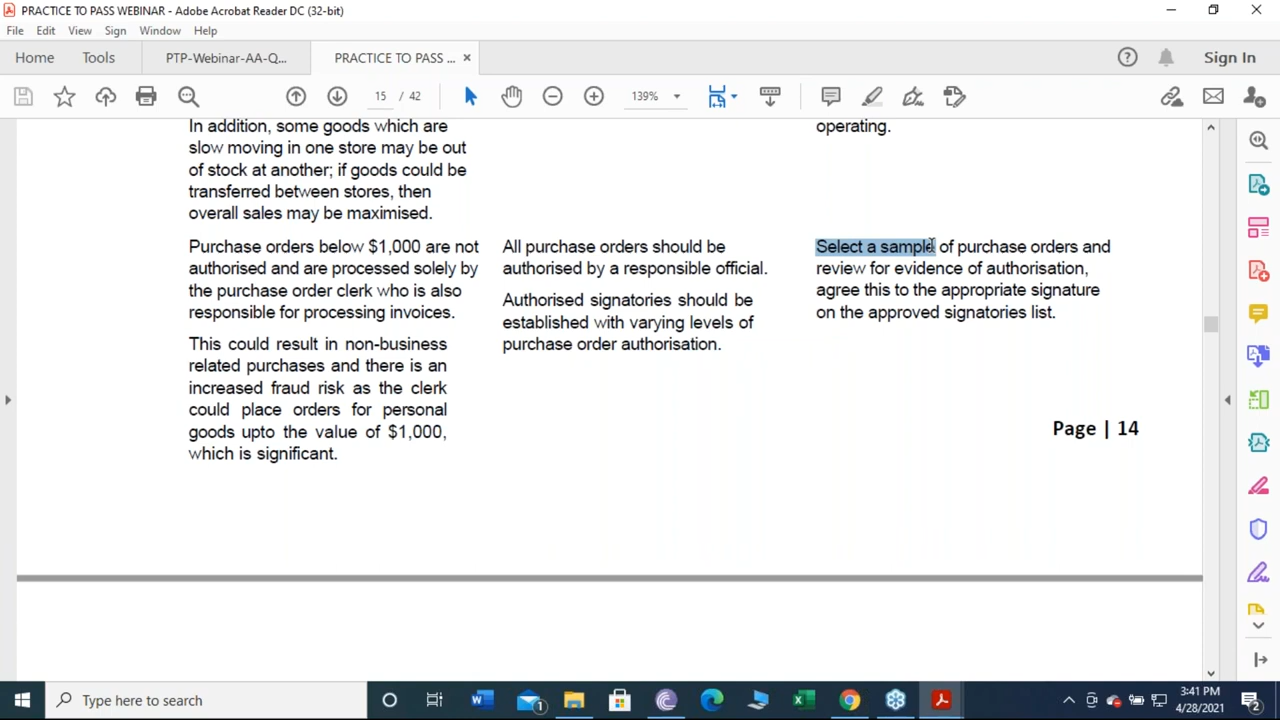 PRACTICE TO PASS WEBINAR - Adobe Acrobat Reader DC (32-bit)
File Edit View Sign Window Help
Home Tools PTP-Webinar-AA-Q... PRACTICE TO PASS ... × Sign In
15 / 42 139%
In addition, some goods which are
slow moving in one store may be out
of stock at another; if goods could be
transferred between stores, then
overall sales may be maximised.
operating.
Purchase orders below $1,000 are not
authorised and are processed solely by
the purchase order clerk who is also
responsible for processing invoices.
This could result in non-business
related purchases and there is an
increased fraud risk as the clerk
could place orders for personal
goods upto the value of $1,000,
which is significant.
All purchase orders should be
authorised by a responsible official.
Authorised signatories should be
established with varying levels of
purchase order authorisation.
Select a sample of purchase orders and
review for evidence of authorisation,
agree this to the appropriate signature
on the approved signatories list.
Page | 14
Type here to search
3:41 PM
4/28/2021